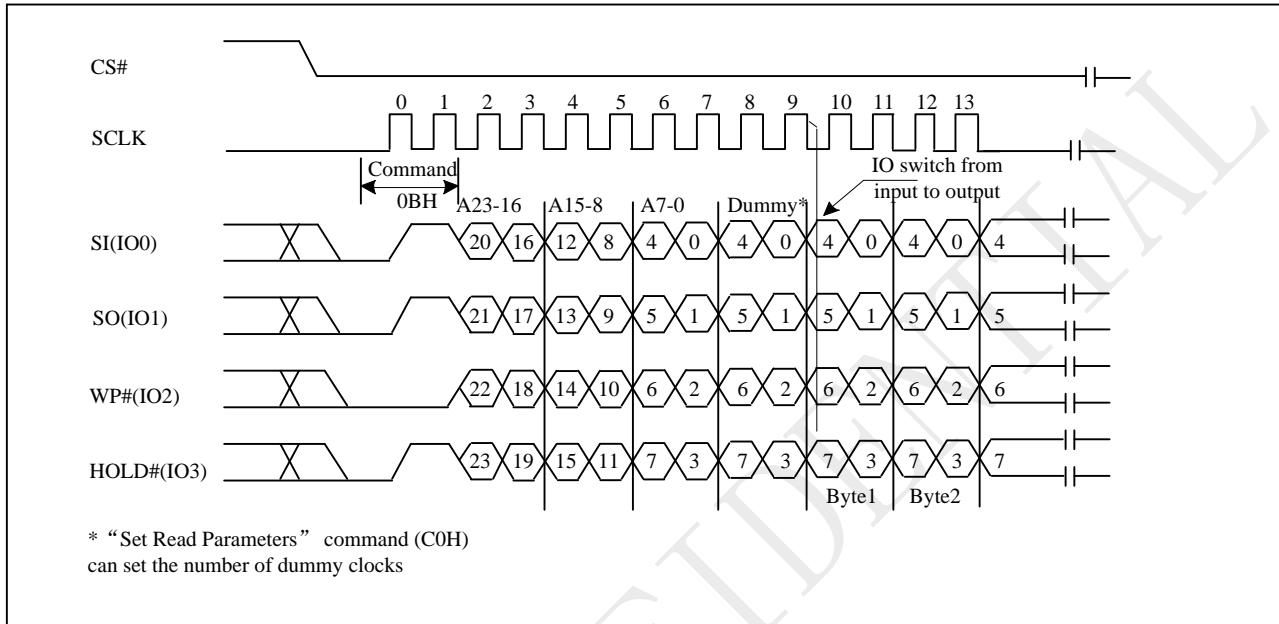 CS#
0 1 2 3 4 5 6 7 8 9 10 11 12 13
SCLK
Command
0BH
IO switch from
input to output
A23-16 A15-8 A7-0 Dummy*
SI(IO0) 20 16 12 8 4 0 4 0 4 0 4 0 4
SO(IO1) 21 17 13 9 5 1 5 1 5 1 5 1 5
WP#(IO2) 22 18 14 10 6 2 6 2 6 2 6 2 6
HOLD#(IO3) 23 19 15 11 7 3 7 3 7 3 7 3 7
Byte1 Byte2
* “Set Read Parameters” command (C0H)
can set the number of dummy clocks